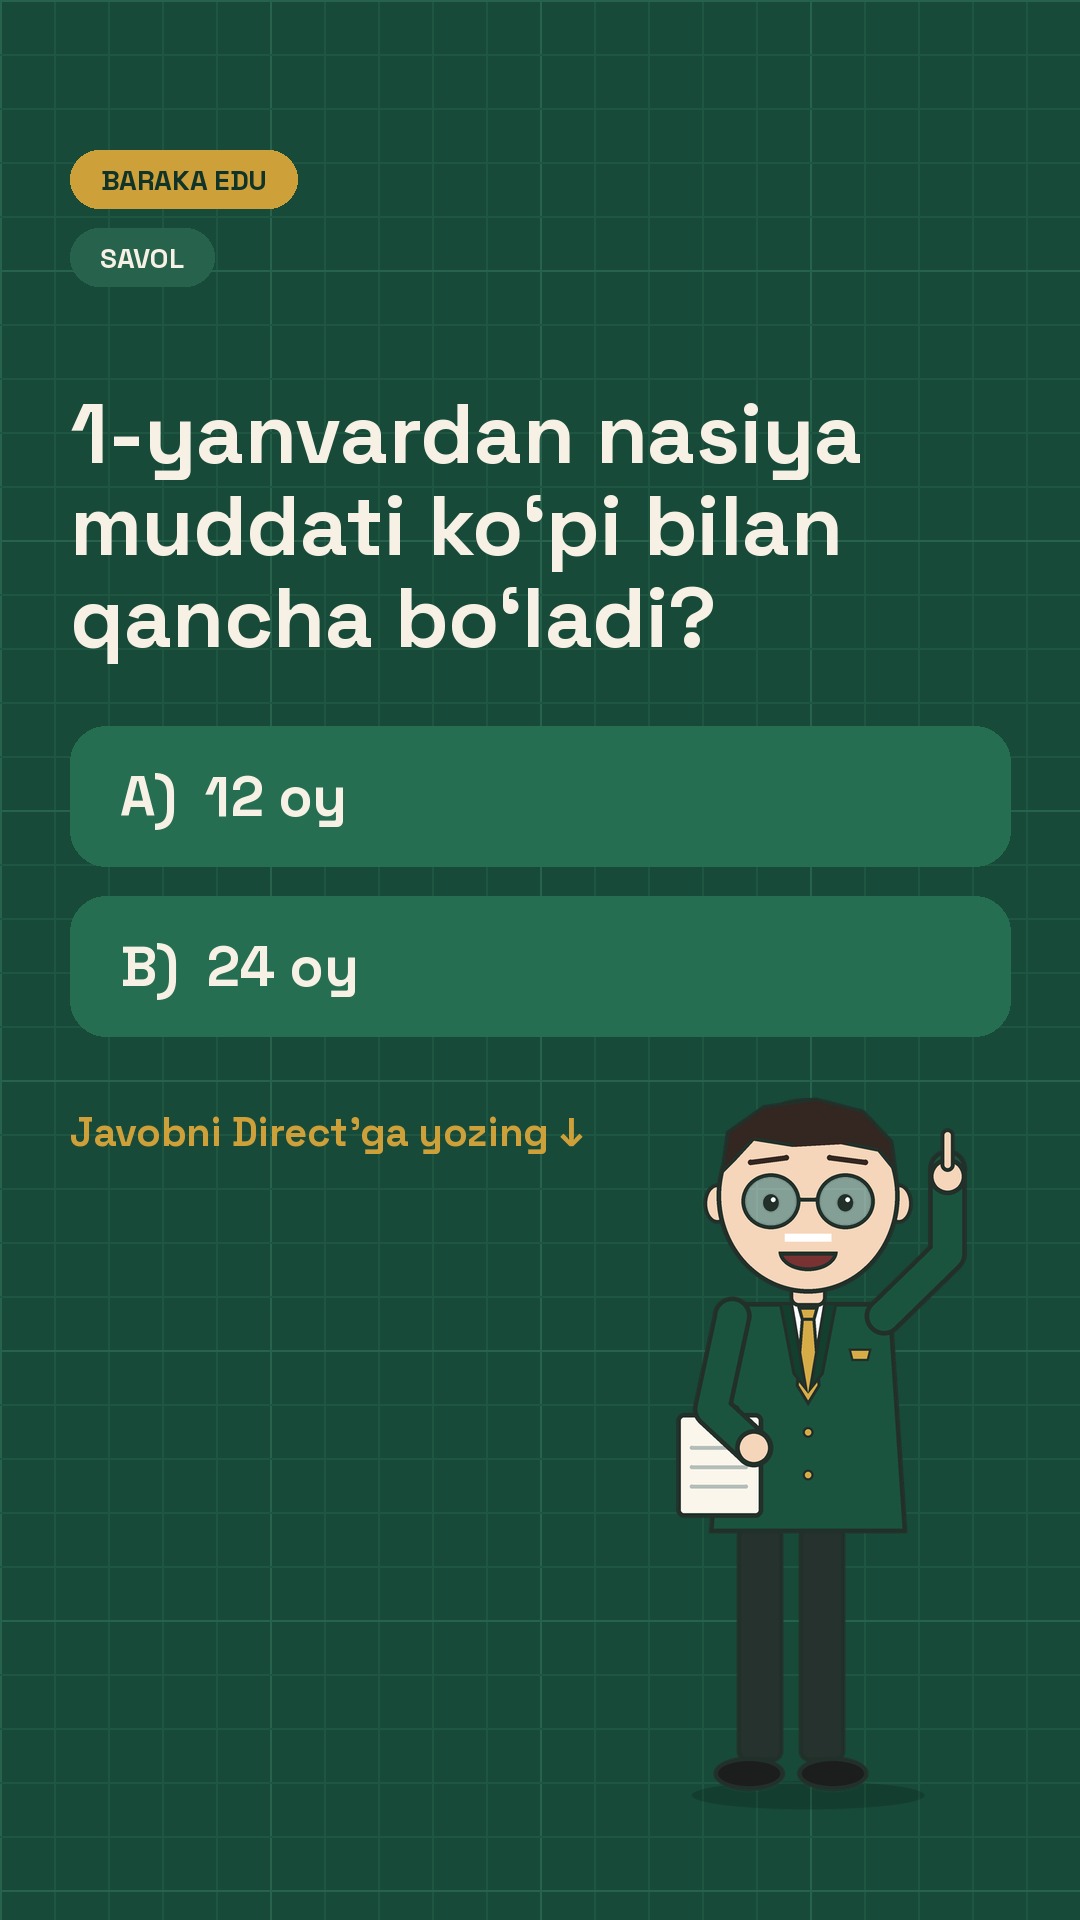 BARAKA EDU
SAVOL
1-yanvardan nasiya
muddati ko‘pi bilan
qancha bo‘ladi?
A) 12 oy
B) 24 oy
Javobni Direct’ga yozing ↓